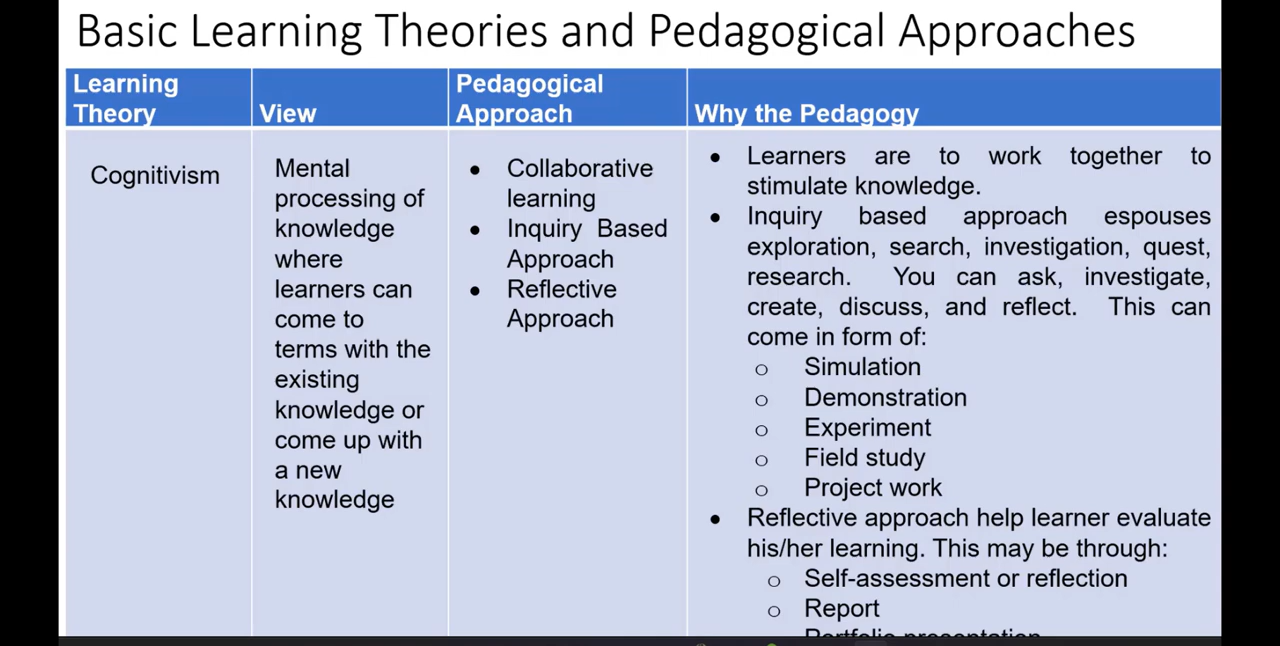 Basic Learning Theories and Pedagogical Approaches
Learning
Theory
View
Pedagogical
Approach
Why the Pedagogy
Cognitivism
Mental
processing of
knowledge
where
learners can
come to
terms with the
existing
knowledge or
come up with
a new
knowledge
• Collaborative
learning
• Inquiry Based
Approach
• Reflective
Approach
• Learners are to work together to
stimulate knowledge.
• Inquiry based approach espouses
exploration, search, investigation, quest,
research. You can ask, investigate,
create, discuss, and reflect. This can
come in form of:
o Simulation
o Demonstration
o Experiment
o Field study
o Project work
• Reflective approach help learner evaluate
his/her learning. This may be through:
o Self-assessment or reflection
o Report
Portfolio presentation